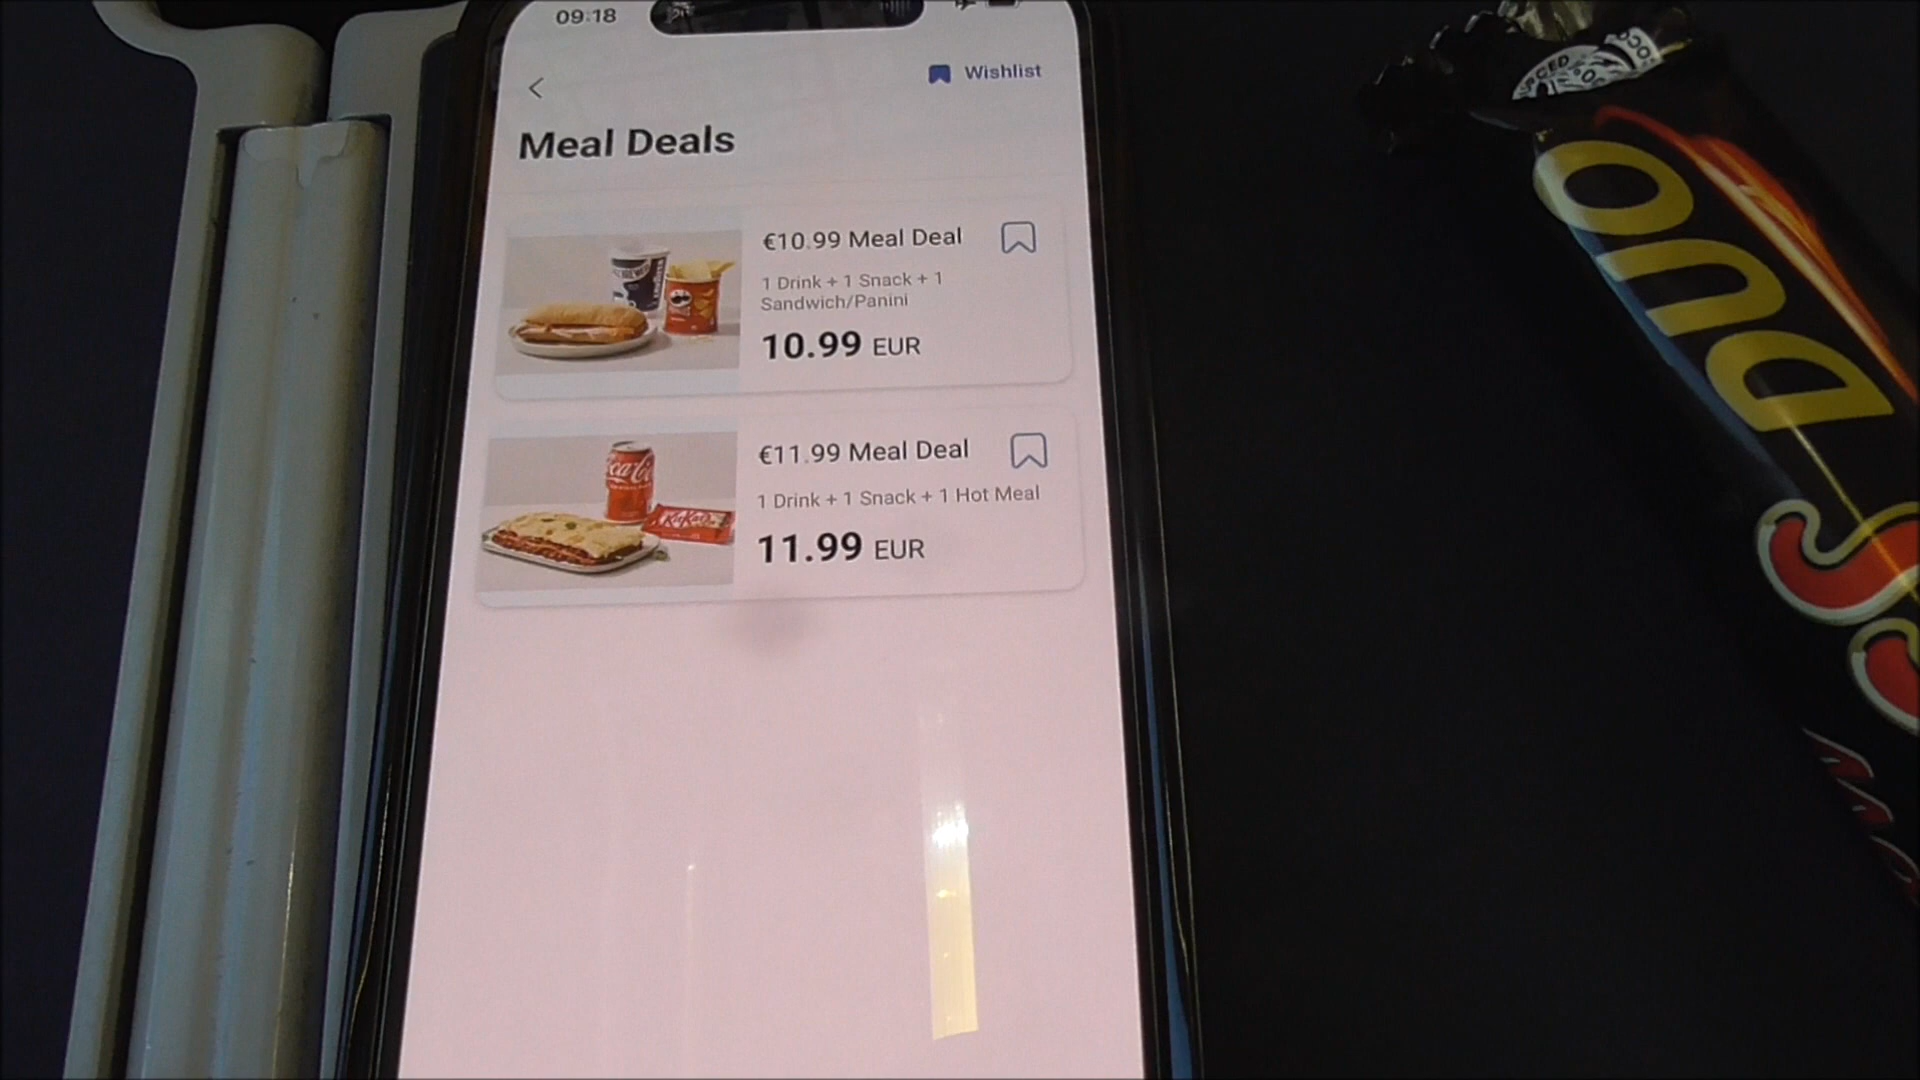 09:18
Wishlist
Meal Deals
€10.99 Meal Deal
1 Drink + 1 Snack + 1
Sandwich/Panini
10.99 EUR
€11.99 Meal Deal
1 Drink + 1 Snack + 1 Hot Meal
11.99 EUR
KitKat
DUO